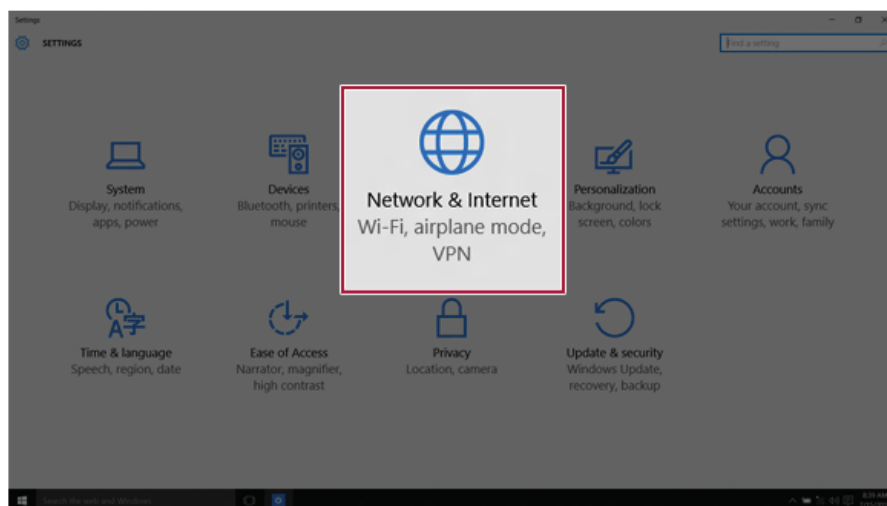 Settings
SETTINGS
Find a setting
System
Display, notifications,
apps, power
Devices
Bluetooth, printers,
mouse
Network & Internet
Wi-Fi, airplane mode,
VPN
Personalization
Background, lock
screen, colors
Accounts
Your account, sync
settings, work, family
Time & language
Speech, region, date
Ease of Access
Narrator, magnifier,
high contrast
Privacy
Location, camera
Update & security
Windows Update,
recovery, backup
Search the web and Windows
8:39 AM